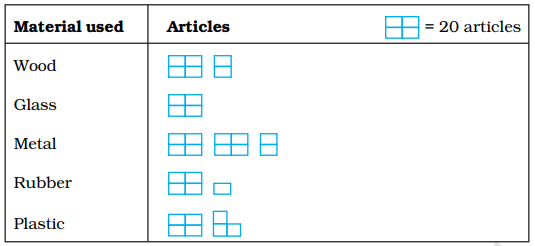 Material used Articles = 20 articles
Wood
Glass
Metal
Rubber
Plastic